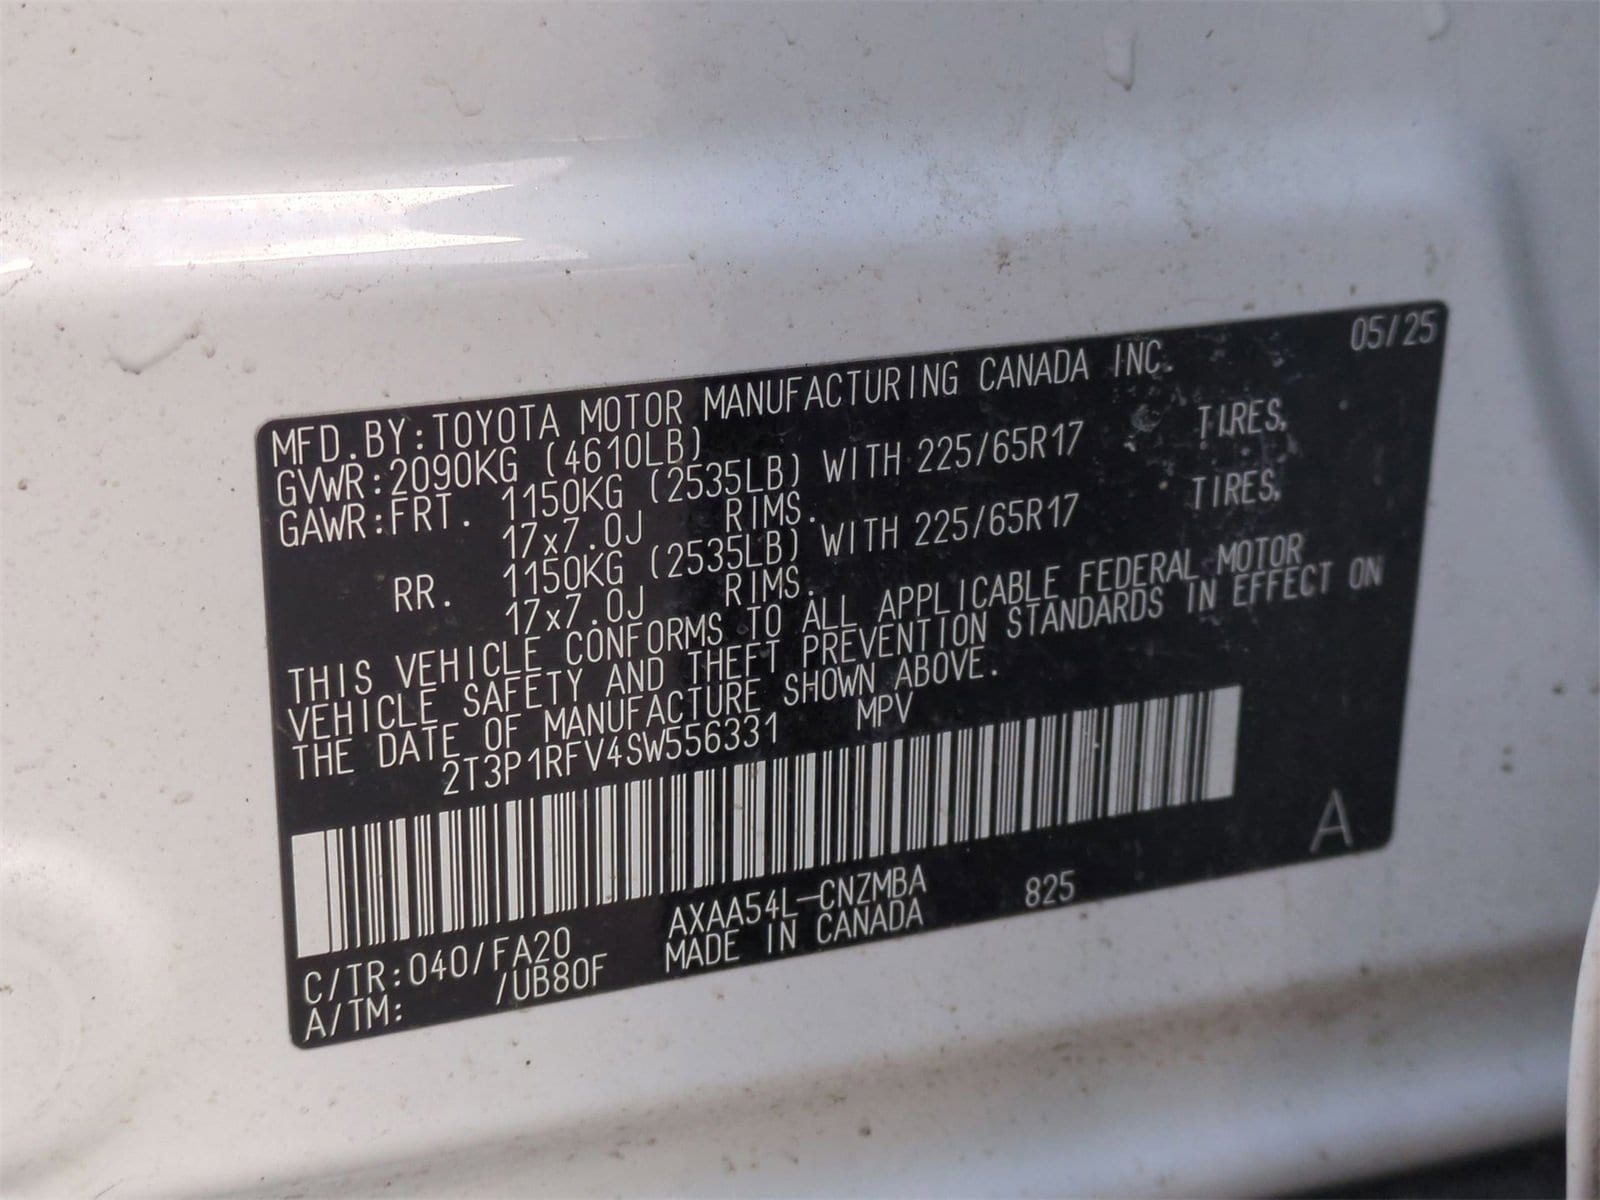 05/25
MFD.BY:TOYOTA MOTOR MANUFACTURING CANADA INC.
GVWR:2090KG (4610LB)
GAWR:FRT. 1150KG (2535LB) WITH 225/65R17 TIRES,
17x7.0J RIMS.
RR. 1150KG (2535LB) WITH 225/65R17 TIRES,
17x7.0J RIMS.
THIS VEHICLE CONFORMS TO ALL APPLICABLE FEDERAL MOTOR
VEHICLE SAFETY AND THEFT PREVENTION STANDARDS IN EFFECT ON
THE DATE OF MANUFACTURE SHOWN ABOVE.
2T3P1RFV4SW556331 MPV
A
C/TR:040/FA20 AXAA54L-CNZMBA 825
A/TM: /UB80F MADE IN CANADA